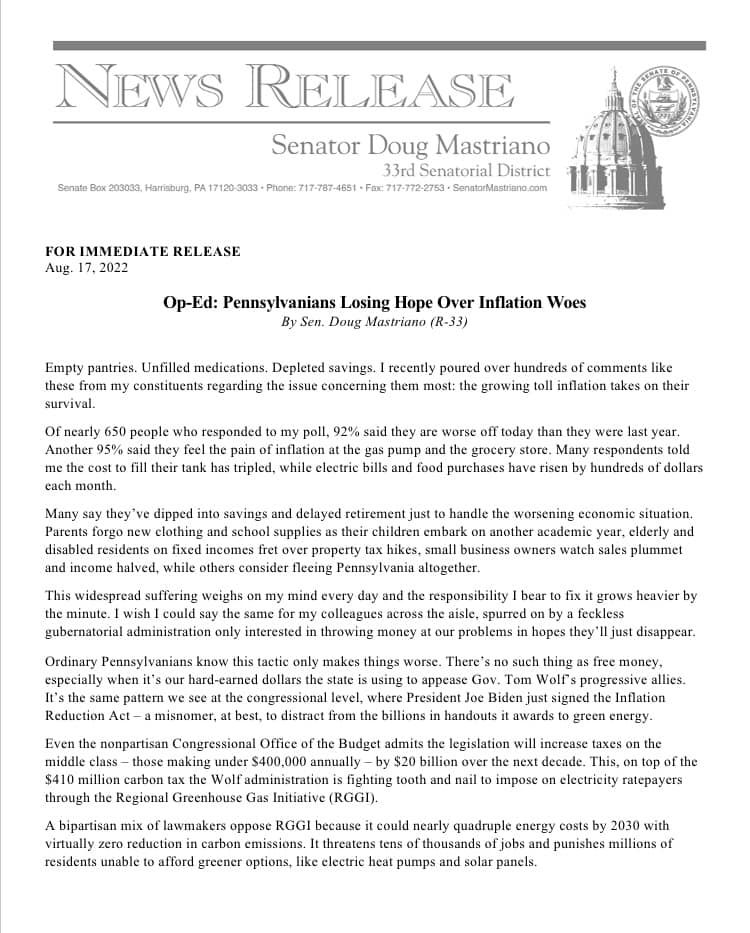 NEWS RELEASE
SENATE OF PENNSYLVANIA
Senator Doug Mastriano
33rd Senatorial District
Senate Box 203033, Harrisburg, PA 17120-3033 • Phone: 717-787-4651 • Fax: 717-772-2753 • SenatorMastriano.com
FOR IMMEDIATE RELEASE
Aug. 17, 2022
Op-Ed: Pennsylvanians Losing Hope Over Inflation Woes
By Sen. Doug Mastriano (R-33)
Empty pantries. Unfilled medications. Depleted savings. I recently poured over hundreds of comments like
these from my constituents regarding the issue concerning them most: the growing toll inflation takes on their
survival.
Of nearly 650 people who responded to my poll, 92% said they are worse off today than they were last year.
Another 95% said they feel the pain of inflation at the gas pump and the grocery store. Many respondents told
me the cost to fill their tank has tripled, while electric bills and food purchases have risen by hundreds of dollars
each month.
Many say they’ve dipped into savings and delayed retirement just to handle the worsening economic situation.
Parents forgo new clothing and school supplies as their children embark on another academic year, elderly and
disabled residents on fixed incomes fret over property tax hikes, small business owners watch sales plummet
and income halved, while others consider fleeing Pennsylvania altogether.
This widespread suffering weighs on my mind every day and the responsibility I bear to fix it grows heavier by
the minute. I wish I could say the same for my colleagues across the aisle, spurred on by a feckless
gubernatorial administration only interested in throwing money at our problems in hopes they’ll just disappear.
Ordinary Pennsylvanians know this tactic only makes things worse. There’s no such thing as free money,
especially when it’s our hard-earned dollars the state is using to appease Gov. Tom Wolf’s progressive allies.
It’s the same pattern we see at the congressional level, where President Joe Biden just signed the Inflation
Reduction Act – a misnomer, at best, to distract from the billions in handouts it awards to green energy.
Even the nonpartisan Congressional Office of the Budget admits the legislation will increase taxes on the
middle class – those making under $400,000 annually – by $20 billion over the next decade. This, on top of the
$410 million carbon tax the Wolf administration is fighting tooth and nail to impose on electricity ratepayers
through the Regional Greenhouse Gas Initiative (RGGI).
A bipartisan mix of lawmakers oppose RGGI because it could nearly quadruple energy costs by 2030 with
virtually zero reduction in carbon emissions. It threatens tens of thousands of jobs and punishes millions of
residents unable to afford greener options, like electric heat pumps and solar panels.